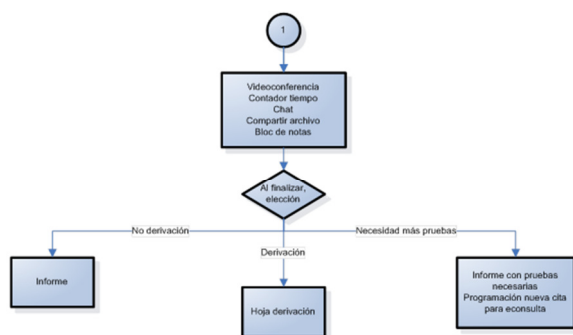 1
Videoconferencia
Contador tiempo
Chat
Compartir archivo
Bloc de notas
Al finalizar,
elección
No derivación
Necesidad más pruebas
Derivación
Informe
Hoja derivación
Informe con pruebas
necesarias
Programación nueva cita
para econsulta